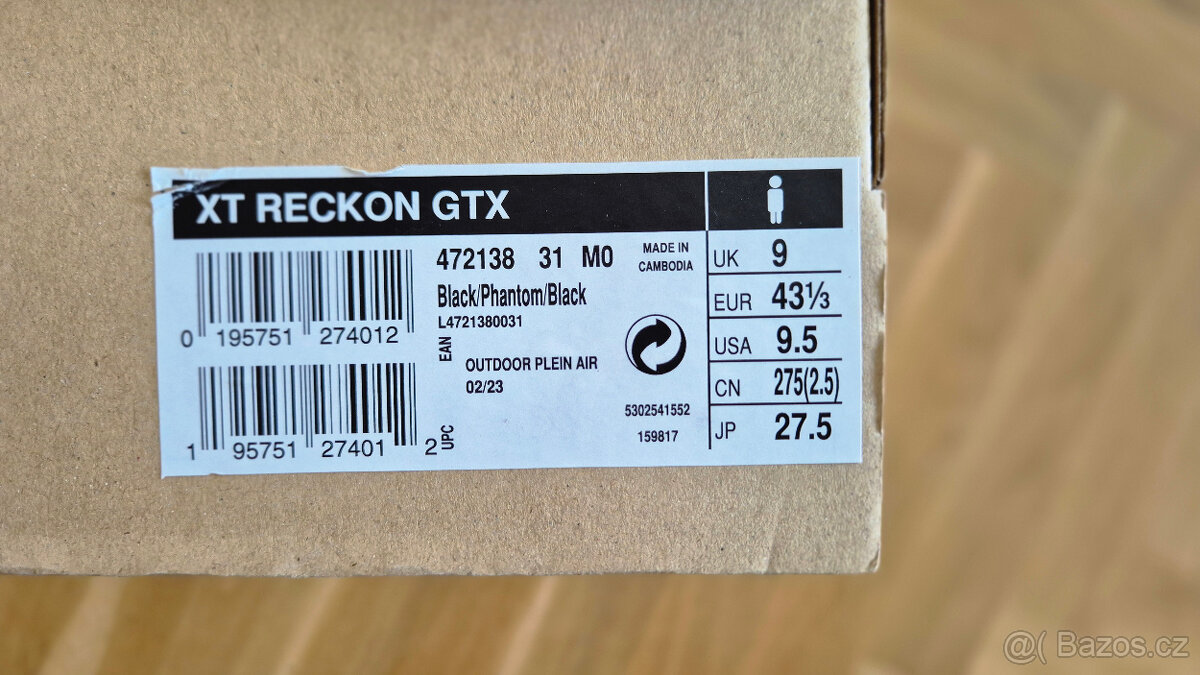 XT RECKON GTX
472138 31 M0
MADE IN
CAMBODIA
Black/Phantom/Black
L4721380031
0 195751 274012
EAN
OUTDOOR PLEIN AIR
02/23
5302541552
159817
1 95751 27401 2
UPC
UK 9
EUR 43⅓
USA 9.5
CN 275(2.5)
JP 27.5
@( Bazos.cz